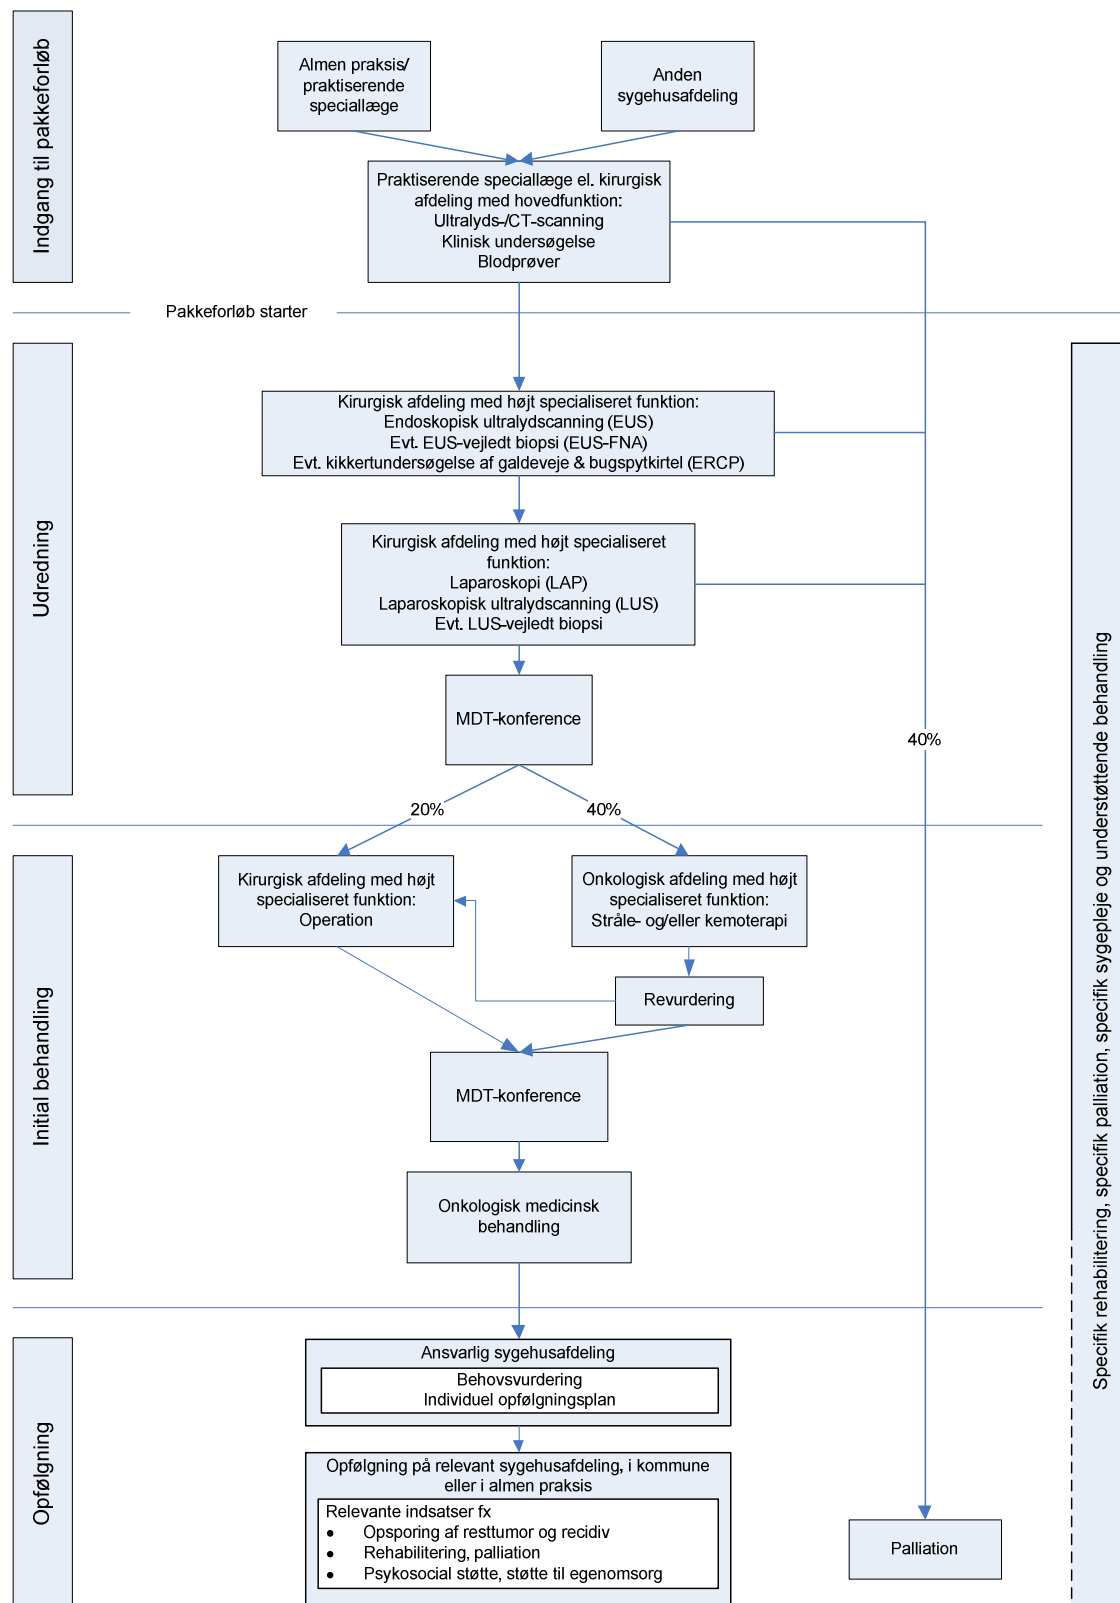 Indgang til pakkeforløb
Almen praksis/
praktiserende
speciallæge
Anden
sygehusafdeling
Praktiserende speciallæge el. kirurgisk
afdeling med hovedfunktion:
Ultralyds-/CT-scanning
Klinisk undersøgelse
Blodprøver
Pakkeforløb starter
Udredning
Kirurgisk afdeling med højt specialiseret funktion:
Endoskopisk ultralydscanning (EUS)
Evt. EUS-vejledt biopsi (EUS-FNA)
Evt. kikkertundersøgelse af galdeveje & bugspytkirtel (ERCP)
Kirurgisk afdeling med højt specialiseret
funktion:
Laparoskopi (LAP)
Laparoskopisk ultralydscanning (LUS)
Evt. LUS-vejledt biopsi
MDT-konference
40%
20%
40%
Initial behandling
Kirurgisk afdeling med højt
specialiseret funktion:
Operation
Onkologisk afdeling med højt
specialiseret funktion:
Stråle- og/eller kemoterapi
Revurdering
MDT-konference
Onkologisk medicinsk
behandling
Opfølgning
Ansvarlig sygehusafdeling
Behovsvurdering
Individuel opfølgningsplan
Opfølgning på relevant sygehusafdeling, i kommune
eller i almen praksis
Relevante indsatser fx
• Opsporing af resttumor og recidiv
• Rehabilitering, palliation
• Psykosocial støtte, støtte til egenomsorg
Palliation
Specifik rehabilitering, specifik palliation, specifik sygepleje og understøttende behandling